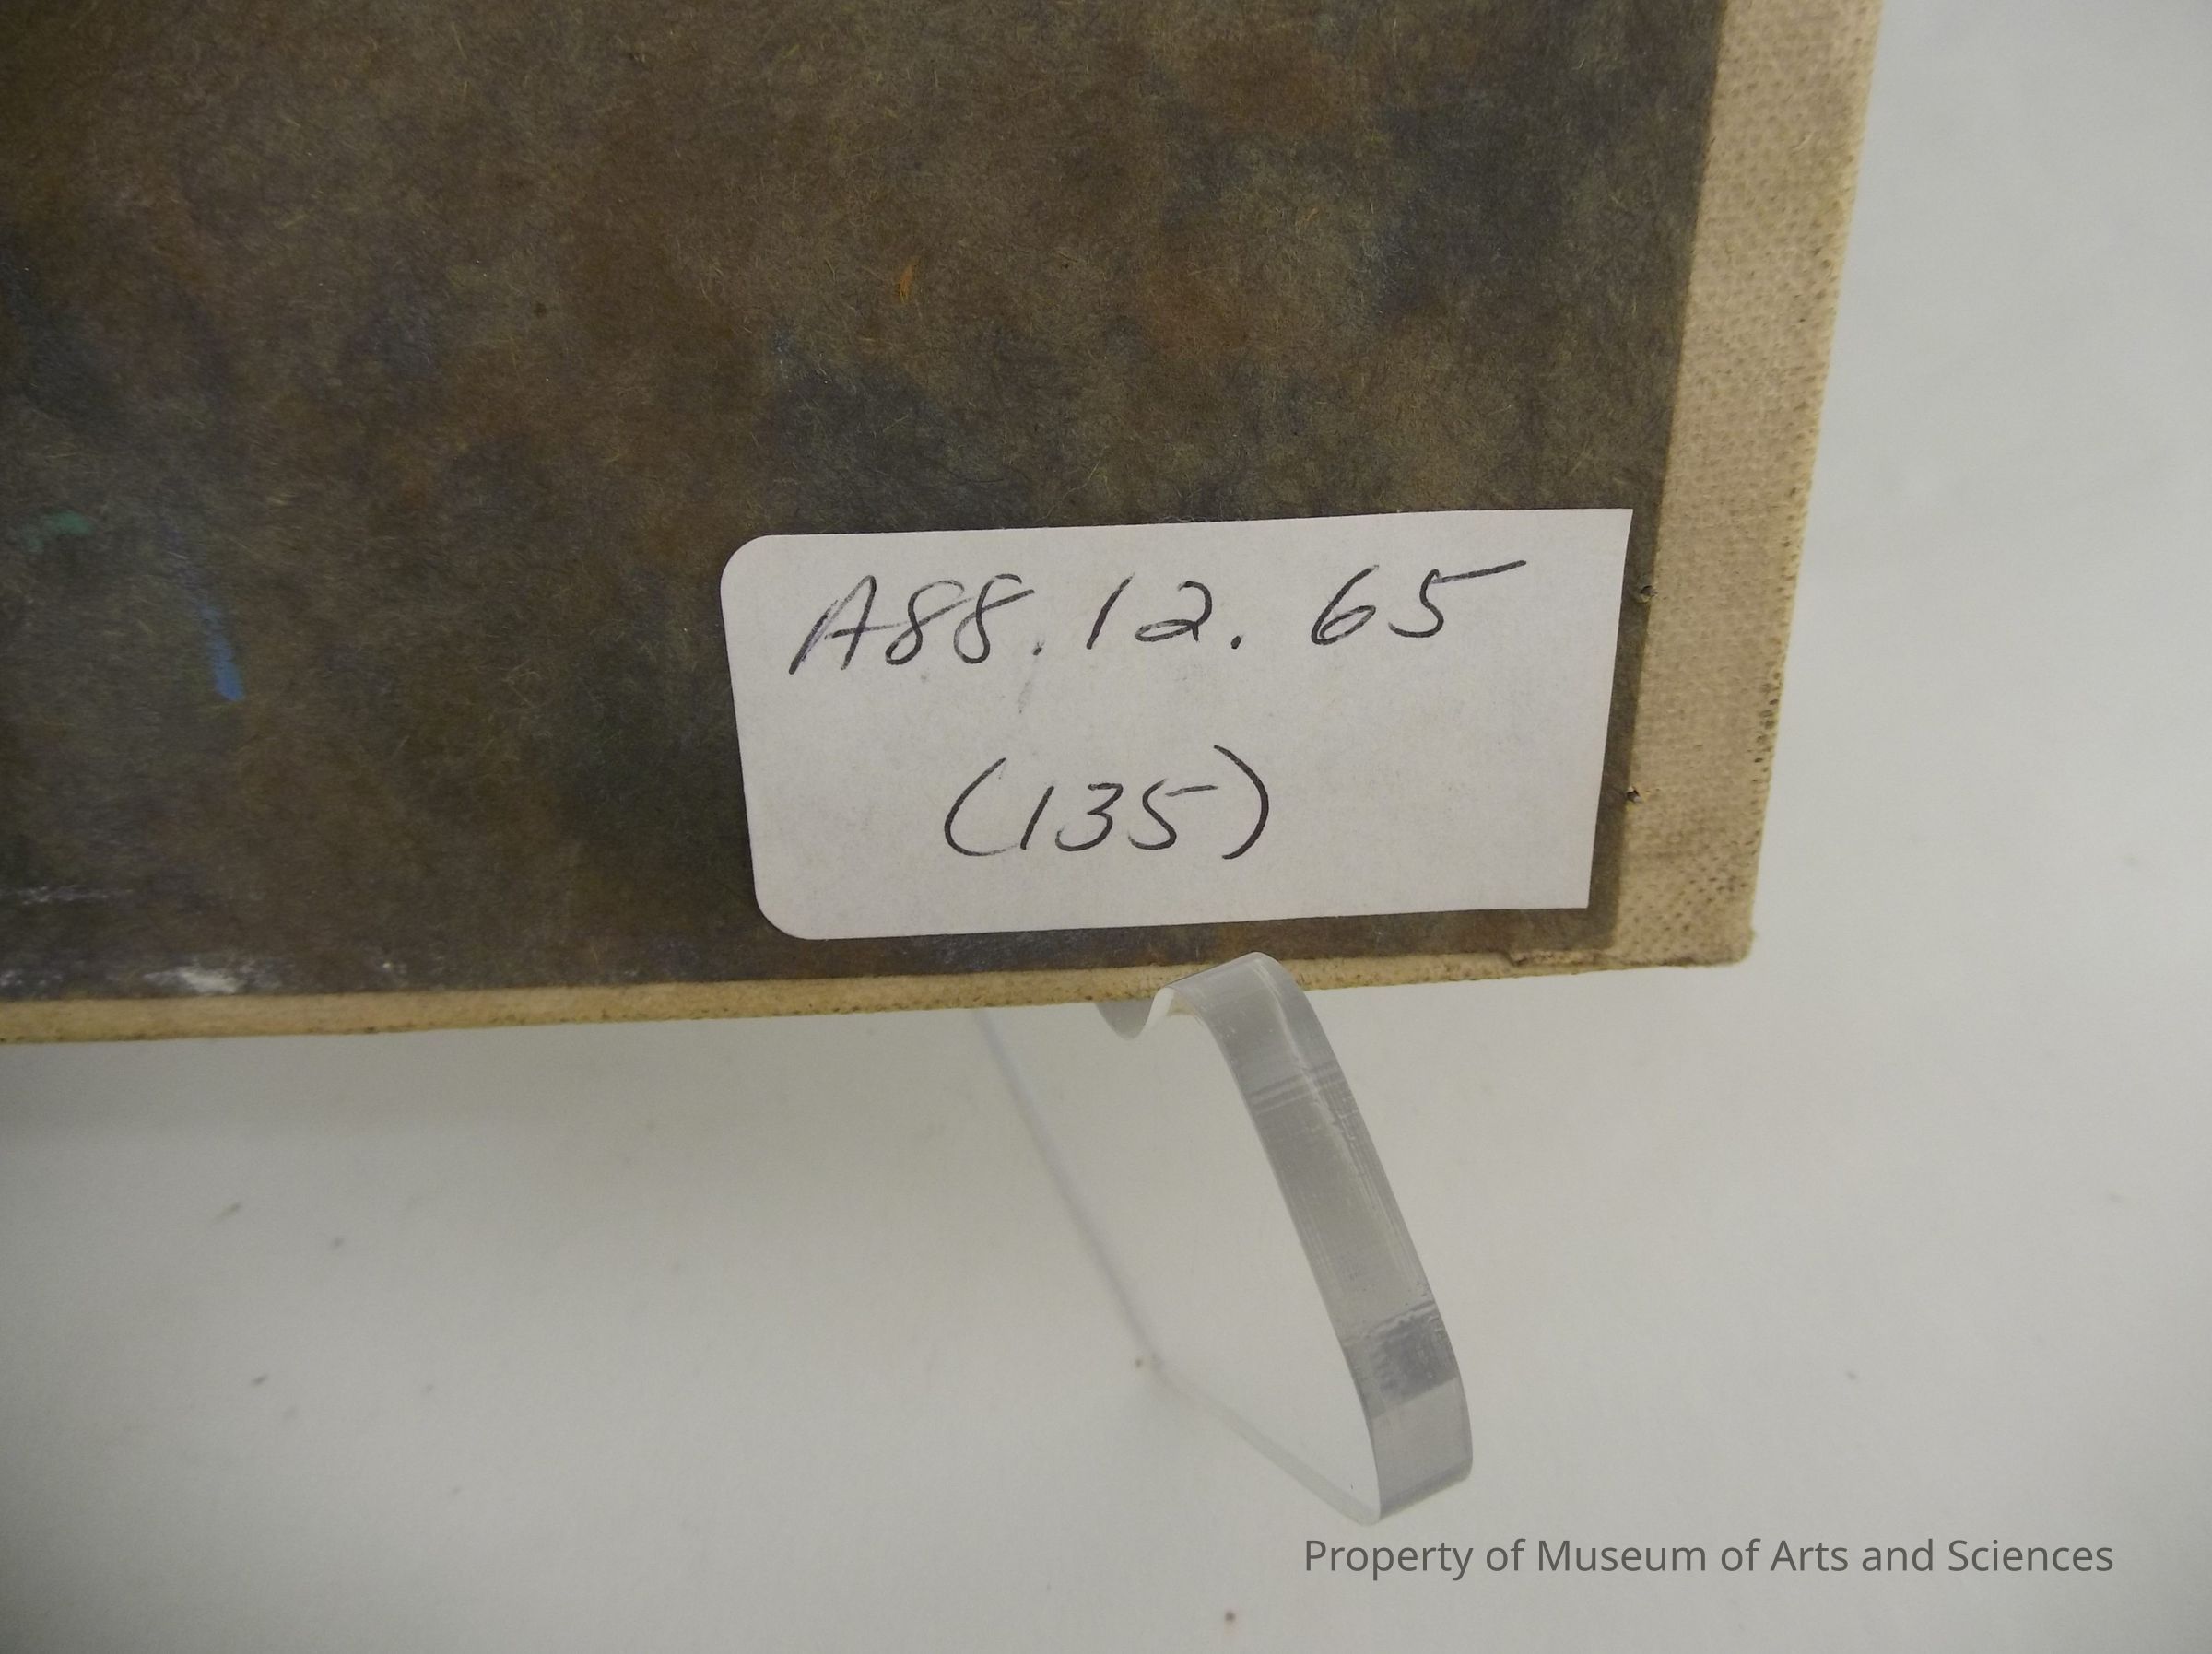 A88.12.65
(135)
Property of Museum of Arts and Sciences